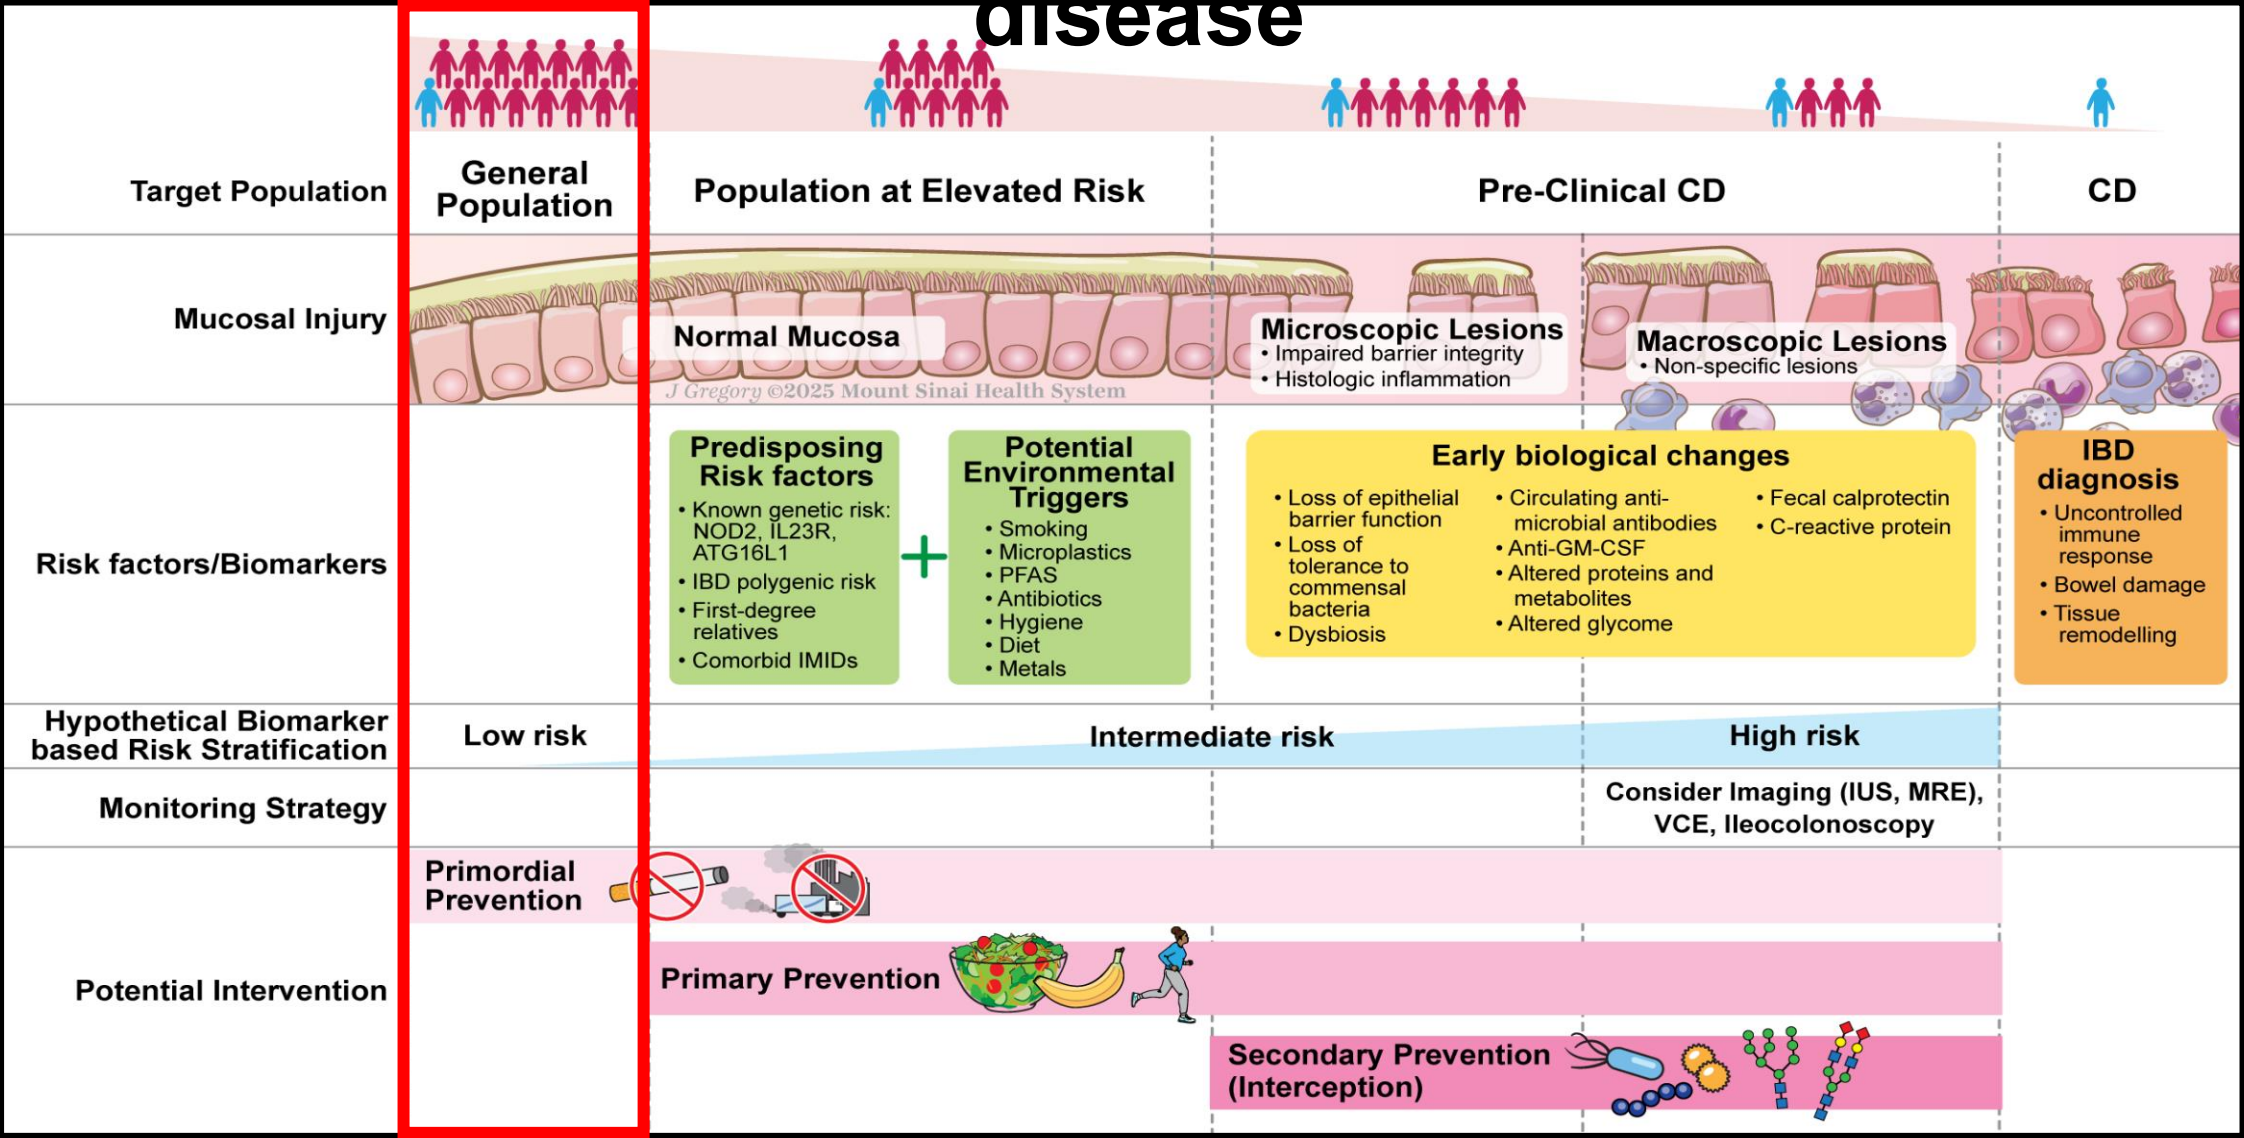 disease
Target Population
General
Population
Population at Elevated Risk
Pre-Clinical CD
CD
Mucosal Injury
Normal Mucosa
J Gregory ©2025 Mount Sinai Health System
Microscopic Lesions
• Impaired barrier integrity
• Histologic inflammation
Macroscopic Lesions
• Non-specific lesions
Risk factors/Biomarkers
Predisposing
Risk factors
• Known genetic risk:
NOD2, IL23R,
ATG16L1
• IBD polygenic risk
• First-degree
relatives
• Comorbid IMIDs
+
Potential
Environmental
Triggers
• Smoking
• Microplastics
• PFAS
• Antibiotics
• Hygiene
• Diet
• Metals
Early biological changes
• Loss of epithelial
barrier function
• Loss of
tolerance to
commensal
bacteria
• Dysbiosis
• Circulating anti-
microbial antibodies
• Anti-GM-CSF
• Altered proteins and
metabolites
• Altered glycome
• Fecal calprotectin
• C-reactive protein
IBD
diagnosis
• Uncontrolled
immune
response
• Bowel damage
• Tissue
remodelling
Hypothetical Biomarker
based Risk Stratification
Low risk
Intermediate risk
High risk
Monitoring Strategy
Consider Imaging (IUS, MRE),
VCE, Ileocolonoscopy
Potential Intervention
Primordial
Prevention
Primary Prevention
Secondary Prevention
(Interception)